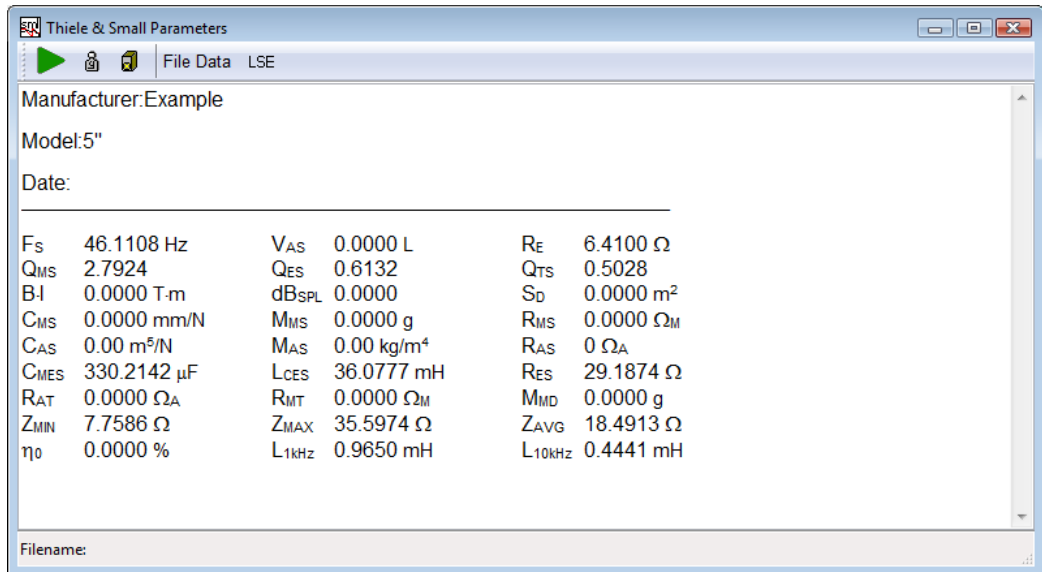 Thiele & Small Parameters
File Data LSE
Manufacturer:Example
Model:5"
Date:
FS 46.1108 Hz VAS 0.0000 L RE 6.4100 Ω
QMS 2.7924 QES 0.6132 QTS 0.5028
B·l 0.0000 T·m dBSPL 0.0000 SD 0.0000 m²
CMS 0.0000 mm/N MMS 0.0000 g RMS 0.0000 ΩM
CAS 0.00 m⁵/N MAS 0.00 kg/m⁴ RAS 0 ΩA
CMES 330.2142 µF LCES 36.0777 mH RES 29.1874 Ω
RAT 0.0000 ΩA RMT 0.0000 ΩM MMD 0.0000 g
ZMIN 7.7586 Ω ZMAX 35.5974 Ω ZAVG 18.4913 Ω
η0 0.0000 % L1kHz 0.9650 mH L10kHz 0.4441 mH
Filename: